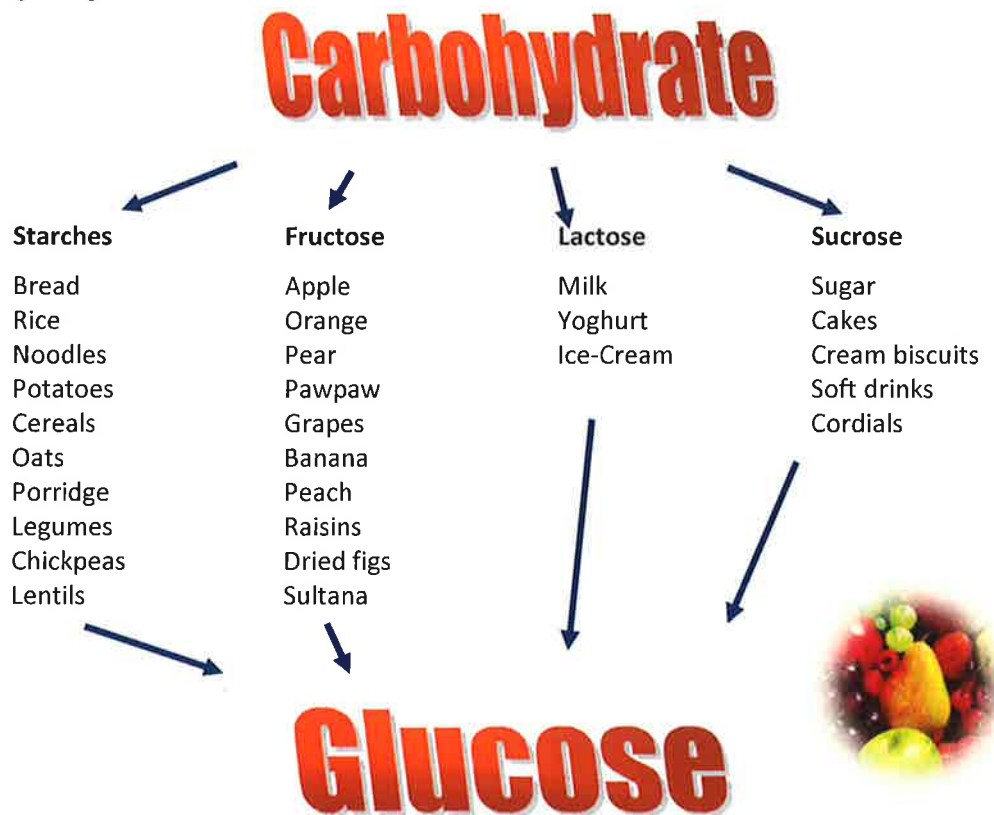 Carbohydrate
Starches
Bread
Rice
Noodles
Potatoes
Cereals
Oats
Porridge
Legumes
Chickpeas
Lentils
Fructose
Apple
Orange
Pear
Pawpaw
Grapes
Banana
Peach
Raisins
Dried figs
Sultana
Lactose
Milk
Yoghurt
Ice-Cream
Sucrose
Sugar
Cakes
Cream biscuits
Soft drinks
Cordials
Glucose